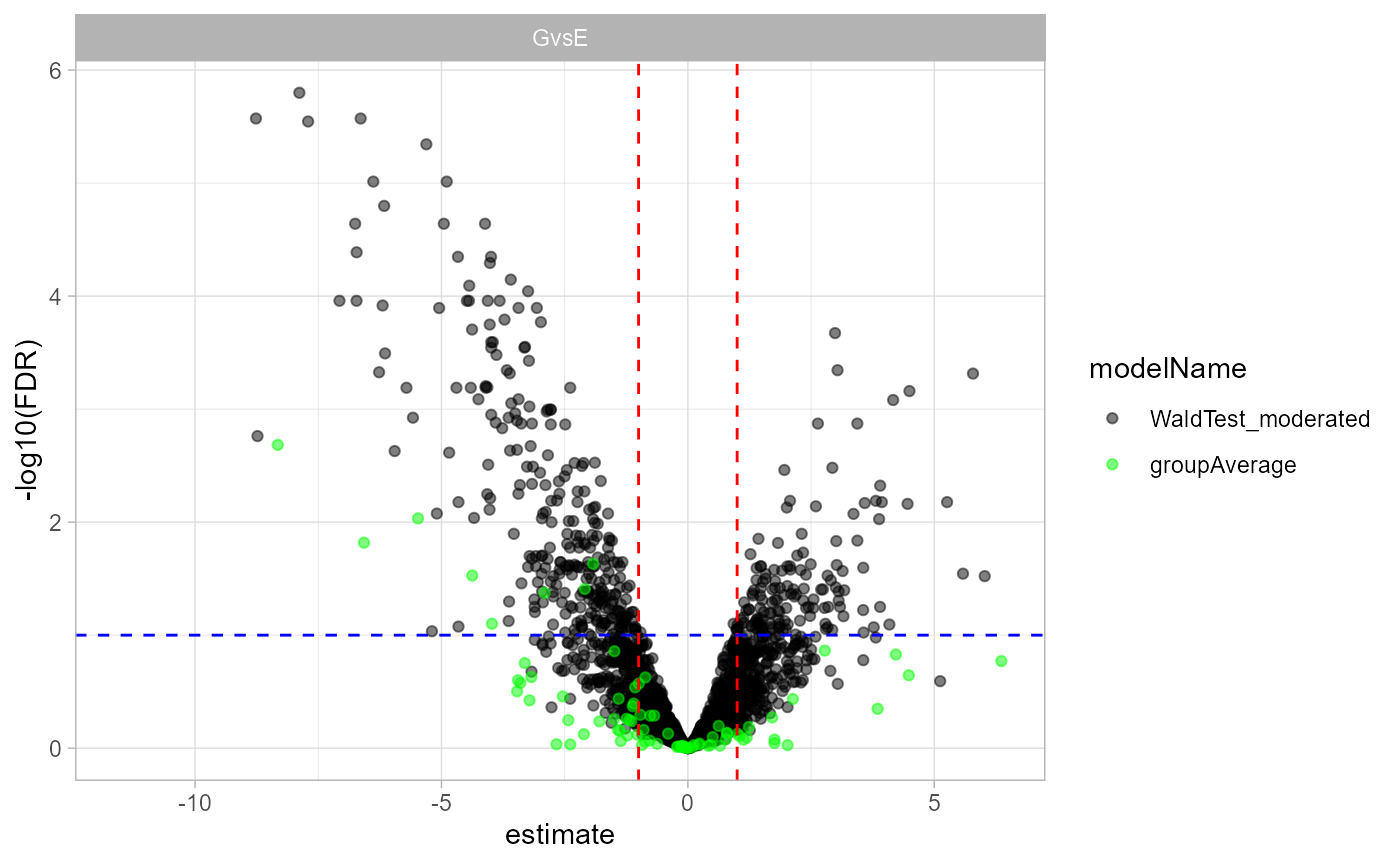 GvsE
6
4
2
0
-log10(FDR)
-10
-5
0
5
estimate
modelName
WaldTest_moderated
groupAverage